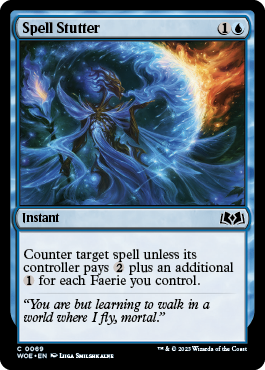 Spell Stutter 1
Instant
Counter target spell unless its
controller pays 2 plus an additional
1 for each Faerie you control.
"You are but learning to walk in a
world where I fly, mortal."
C 0069
WOE • EN LIIGA SMILSHKALNE
™ & © 2023 Wizards of the Coast